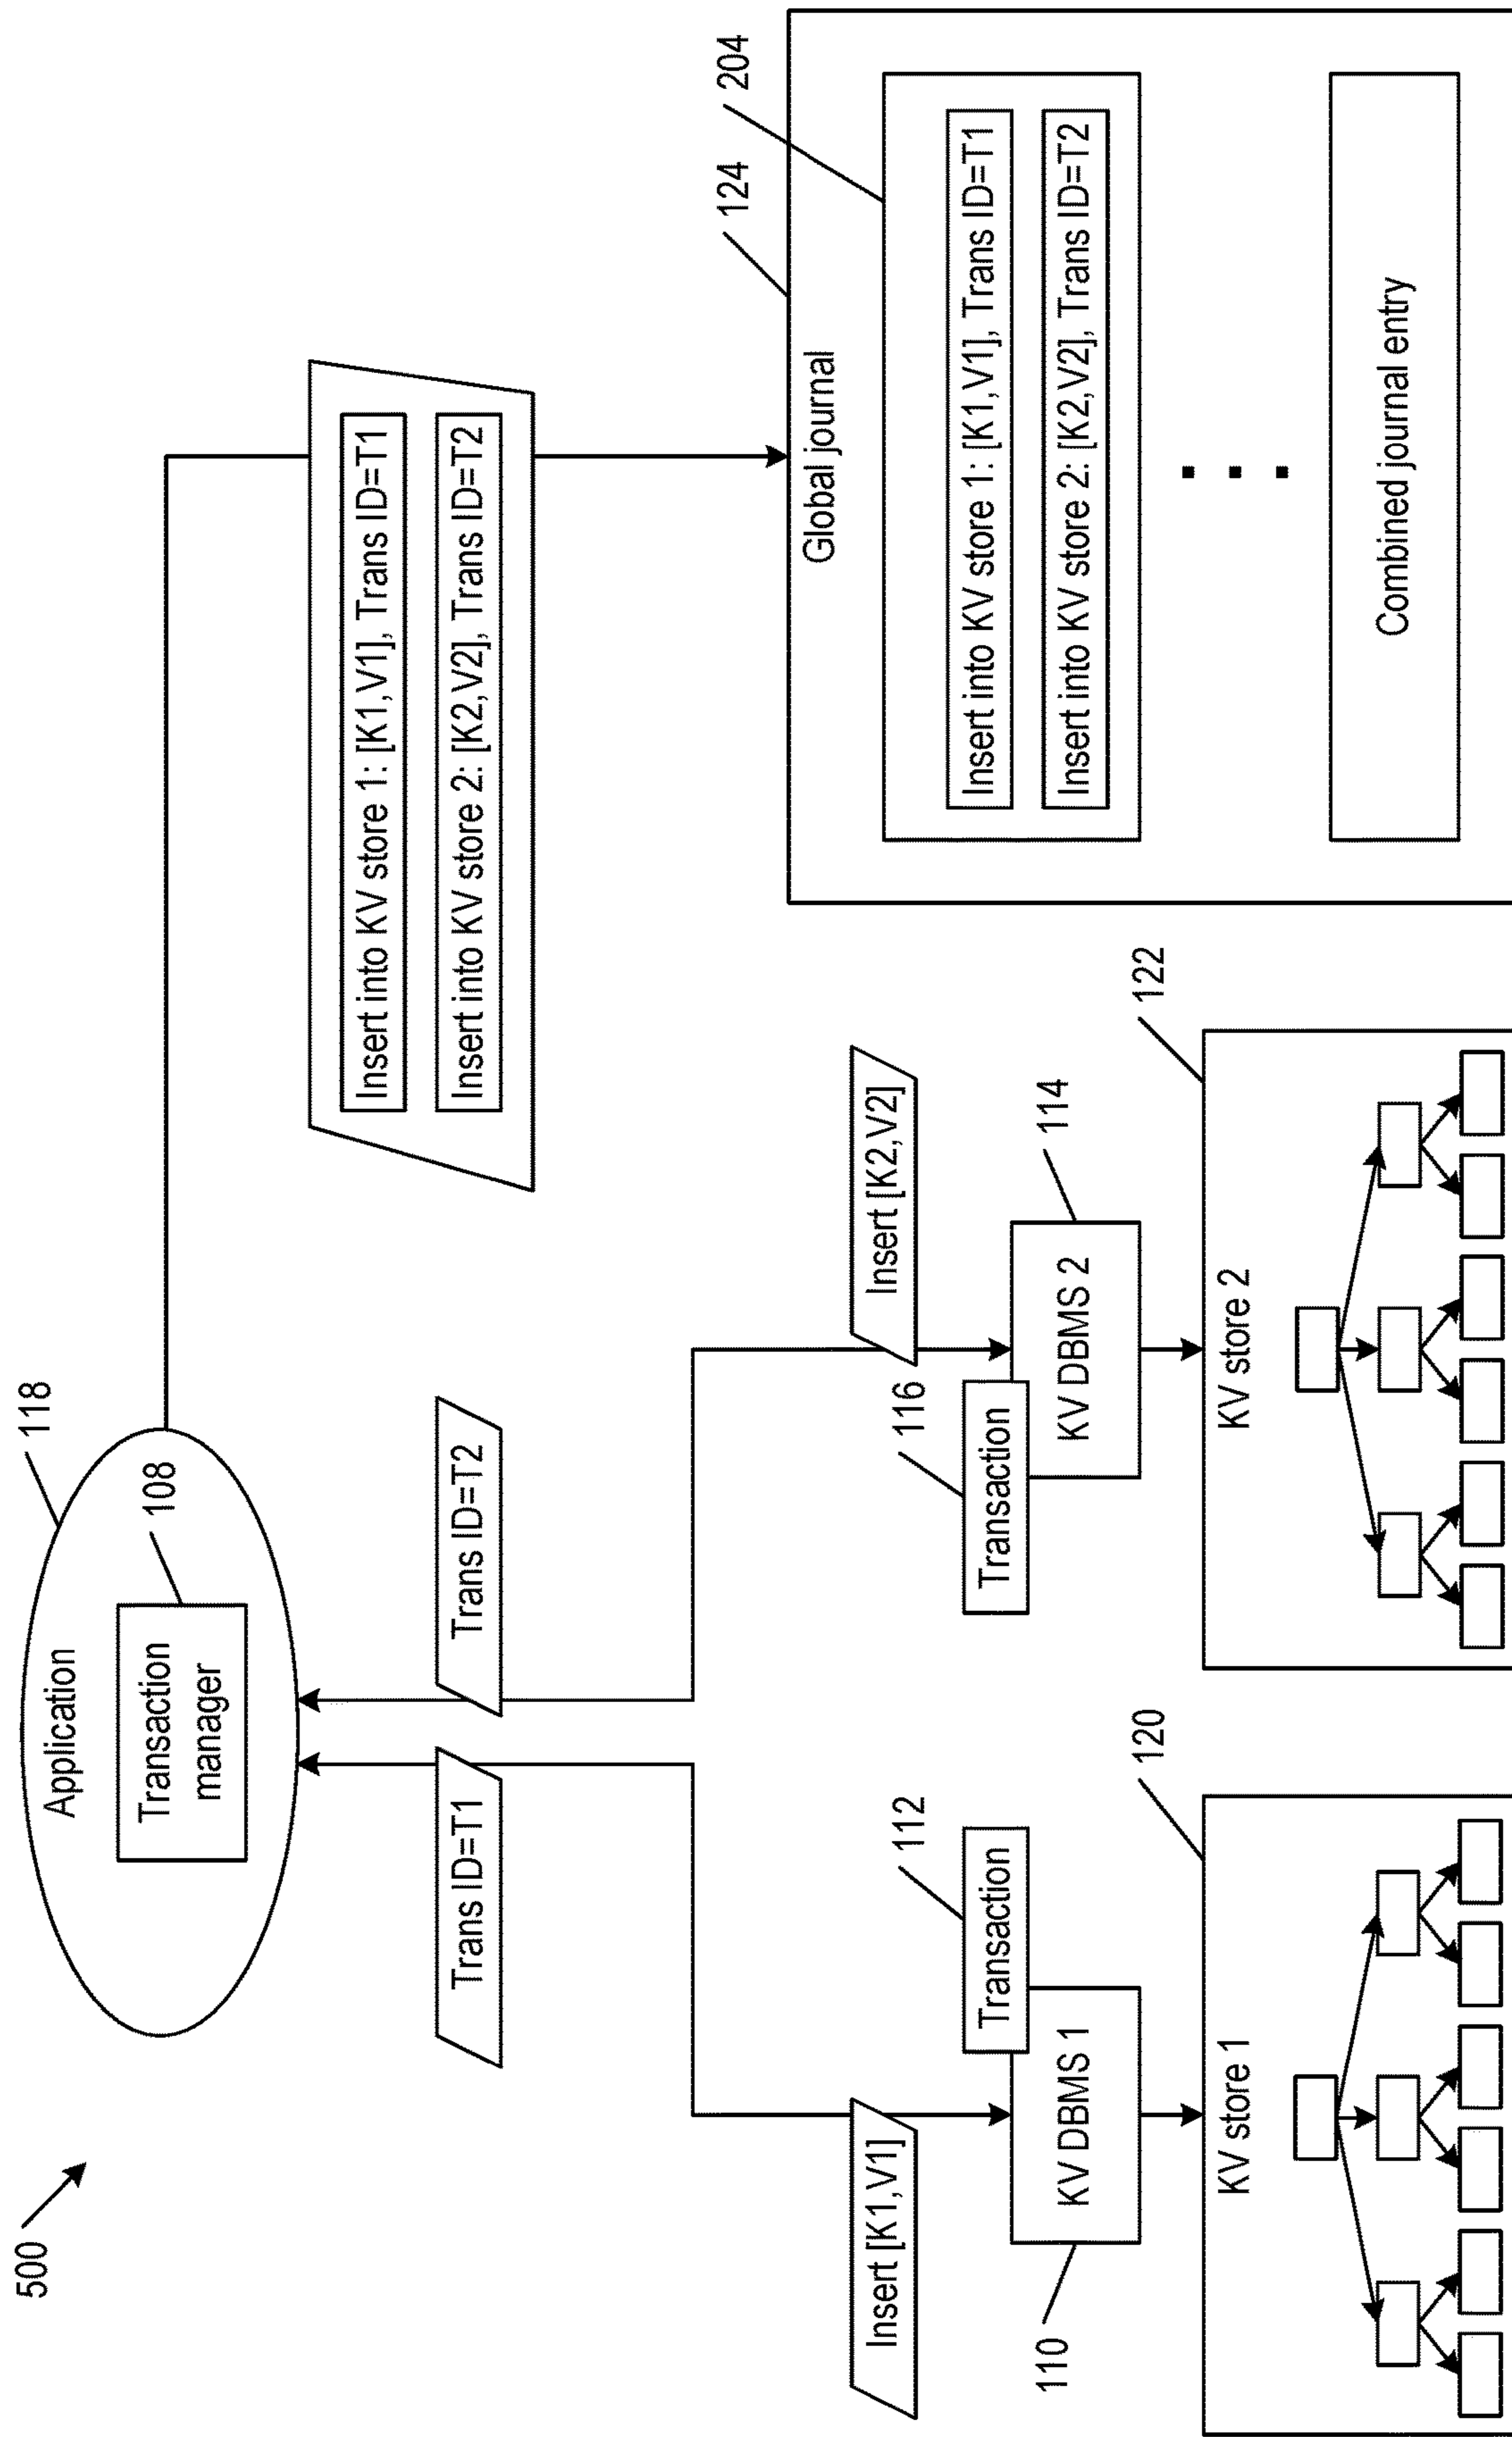 500
118
Application
108
Transaction
manager
Trans ID=T1
Trans ID=T2
Insert into KV store 1: [K1,V1], Trans ID=T1
Insert into KV store 2: [K2,V2], Trans ID=T2
Insert [K1,V1]
Insert [K2,V2]
112
Transaction
KV DBMS 1
110
116
Transaction
KV DBMS 2
114
120
KV store 1
122
KV store 2
124
204
Global journal
Insert into KV store 1: [K1,V1], Trans ID=T1
Insert into KV store 2: [K2,V2], Trans ID=T2
Combined journal entry